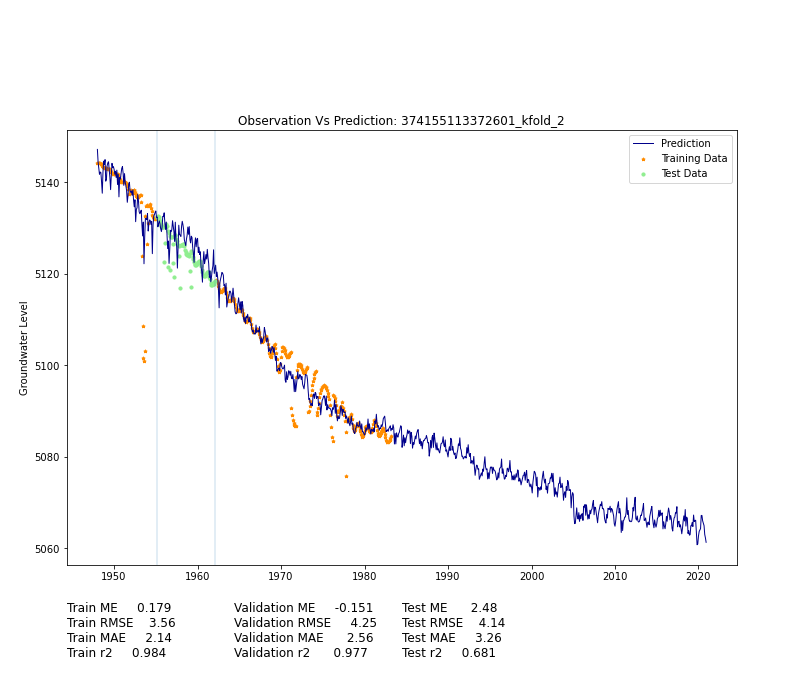 Observation Vs Prediction: 374155113372601_kfold_2
Prediction
Training Data
Test Data
Groundwater Level
5140
5120
5100
5080
5060
1950 1960 1970 1980 1990 2000 2010 2020
Train ME 0.179 Validation ME -0.151 Test ME 2.48
Train RMSE 3.56 Validation RMSE 4.25 Test RMSE 4.14
Train MAE 2.14 Validation MAE 2.56 Test MAE 3.26
Train r2 0.984 Validation r2 0.977 Test r2 0.681